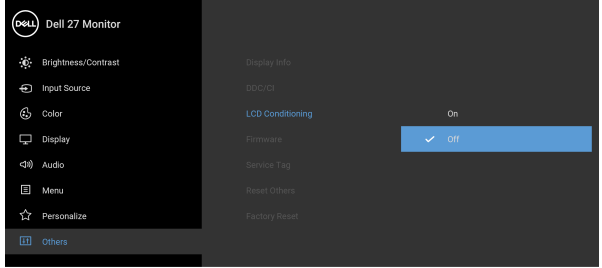 DELL Dell 27 Monitor
Brightness/Contrast
Display Info
Input Source
DDC/CI
Color
LCD Conditioning
On
Display
Firmware
Off
Audio
Service Tag
Menu
Reset Others
Personalize
Factory Reset
Others